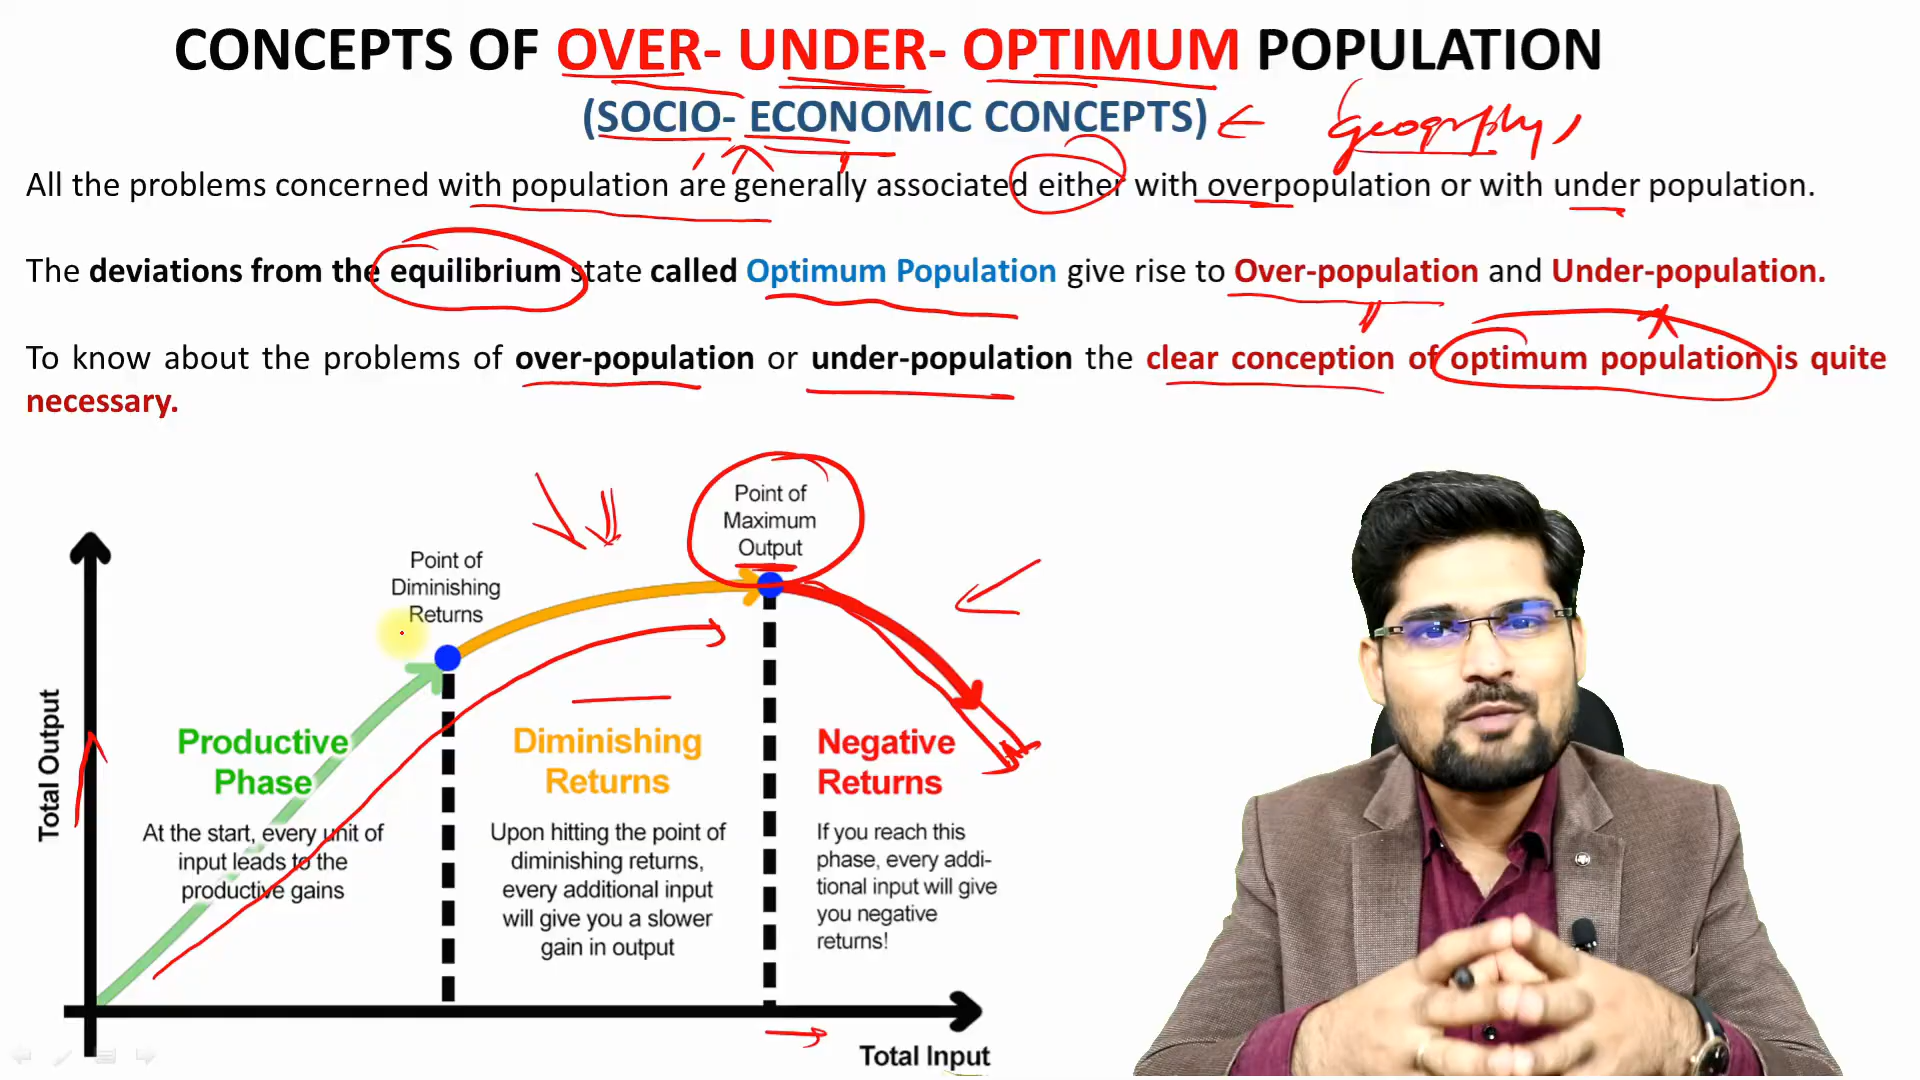 CONCEPTS OF OVER- UNDER- OPTIMUM POPULATION
(SOCIO- ECONOMIC CONCEPTS)
geography,
All the problems concerned with population are generally associated either with overpopulation or with under population.
The deviations from the equilibrium state called Optimum Population give rise to Over-population and Under-population.
To know about the problems of over-population or under-population the clear conception of optimum population is quite
necessary.
Point of
Maximum
Output
Point of
Diminishing
Returns
Total Output
Productive
Phase
At the start, every unit of
input leads to the
productive gains
Diminishing
Returns
Upon hitting the point of
diminishing returns,
every additional input
will give you a slower
gain in output
Negative
Returns
If you reach this
phase, every addi-
tional input will give
you negative
returns!
Total Input